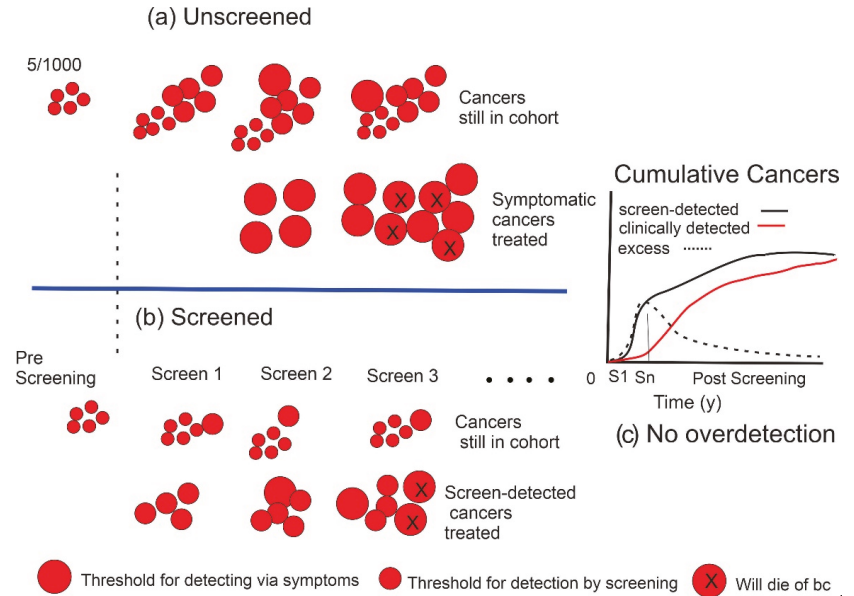 (a) Unscreened
5/1000
Cancers
still in cohort
Symptomatic
cancers
treated
X X
X
X
(b) Screened
Pre
Screening
Screen 1
Screen 2
Screen 3
Cancers
still in cohort
Screen-detected
cancers
treated
X
X
Cumulative Cancers
screen-detected
clinically detected
excess
0
S1 Sn Post Screening
Time (y)
(c) No overdetection
Threshold for detecting via symptoms
Threshold for detection by screening
X Will die of bc